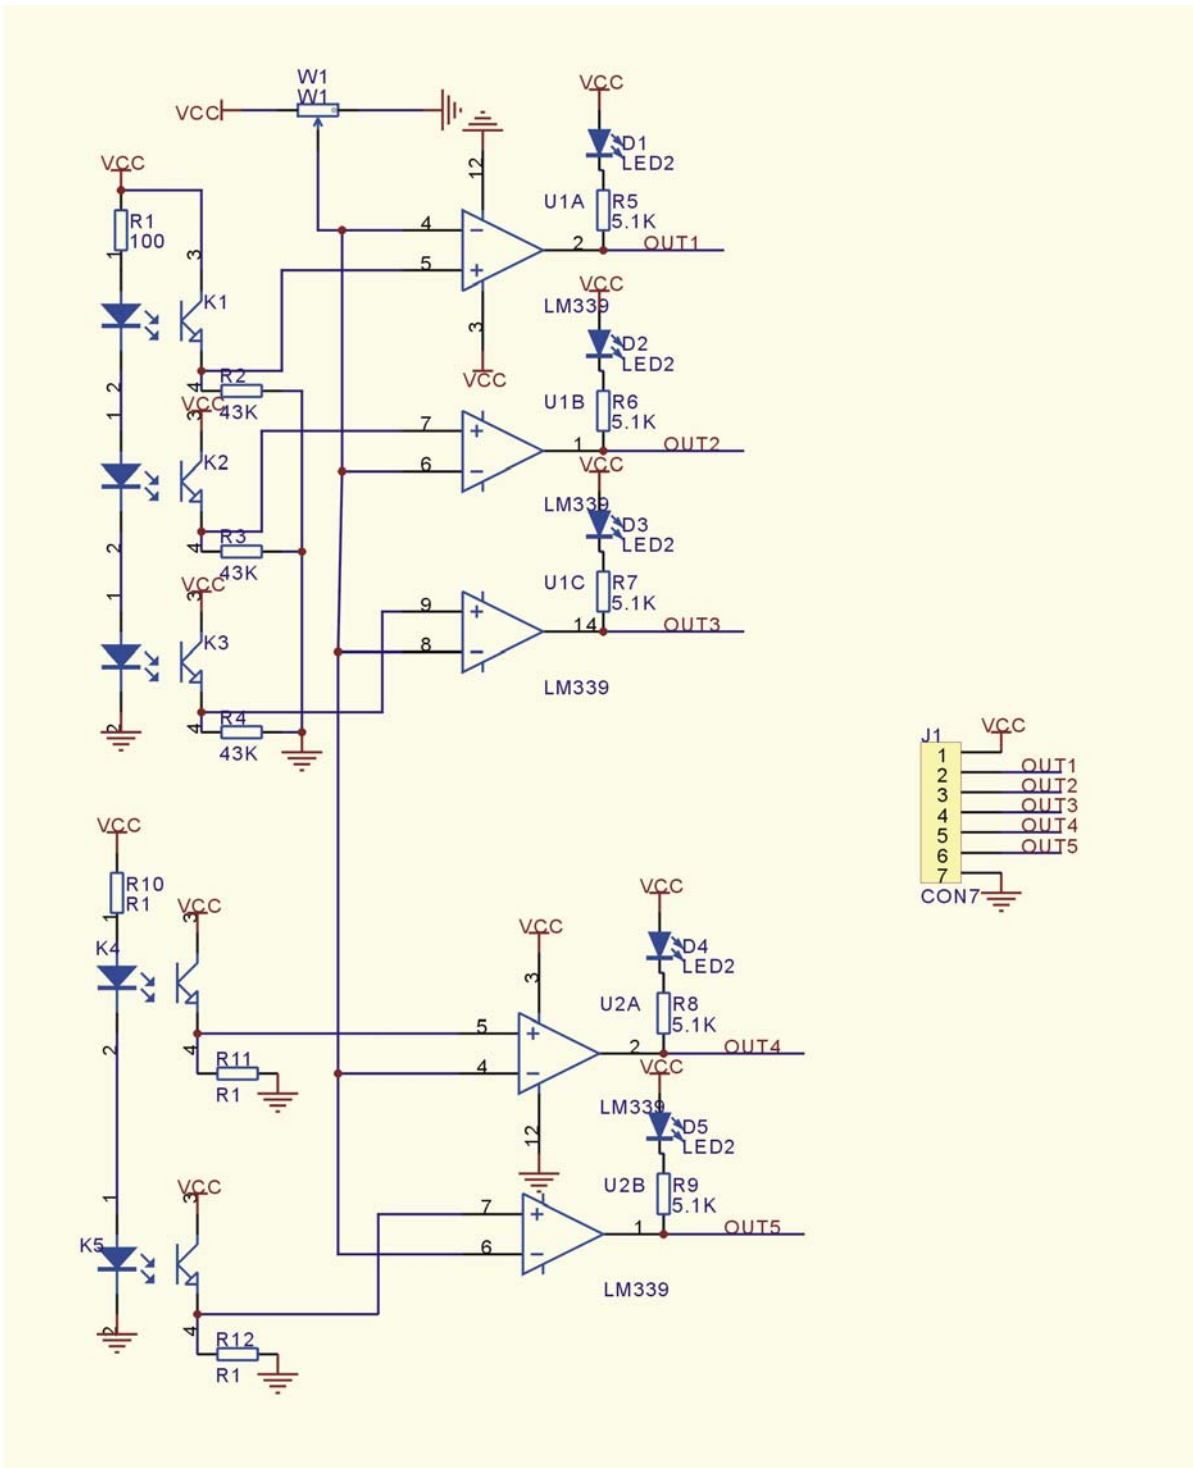 W1
W1
VCC
VCC
R1
100
1
3
K1
2
4
R2
43K
VCC
3
1
K2
2
4
R3
43K
VCC
3
1
K3
2
4
R4
43K
12
4
5
3
VCC
U1A
2
LM339
VCC
D1
LED2
R5
5.1K
OUT1
7
6
U1B
1
LM339
VCC
D2
LED2
R6
5.1K
OUT2
9
8
U1C
14
LM339
VCC
D3
LED2
R7
5.1K
OUT3
J1
VCC
1
2
OUT1
3
OUT2
4
OUT3
5
OUT4
6
OUT5
7
CON7
VCC
R10
R1
1
K4
VCC
3
2
4
R11
R1
1
K5
VCC
3
2
4
R12
R1
VCC
3
5
4
12
U2A
2
LM339
VCC
D4
LED2
R8
5.1K
OUT4
7
6
U2B
1
LM339
VCC
D5
LED2
R9
5.1K
OUT5